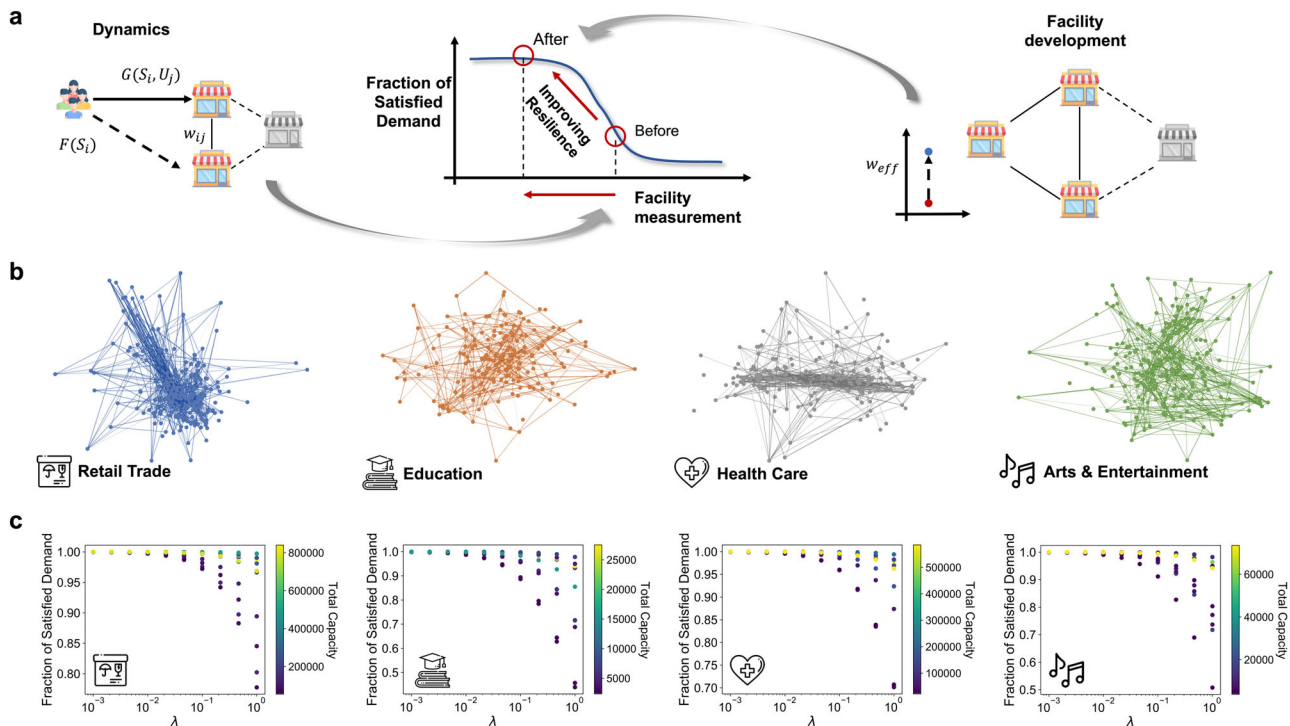 a
Dynamics
G(S_i, U_j)
F(S_i)
w_ij
Fraction of
Satisfied
Demand
After
Improving
Resilience
Before
Facility
measurement
Facility
development
w_eff
b
Retail Trade
Education
Health Care
Arts & Entertainment
c
Fraction of Satisfied Demand
1.00
0.95
0.90
0.85
0.80
10^-3
10^-2
10^-1
10^0
λ
800000
600000
400000
200000
Total Capacity
Fraction of Satisfied Demand
1.0
0.9
0.8
0.7
0.6
0.5
10^-3
10^-2
10^-1
10^0
λ
25000
20000
15000
10000
5000
2500
Total Capacity
Fraction of Satisfied Demand
1.00
0.95
0.90
0.85
0.80
0.75
0.70
10^-3
10^-2
10^-1
10^0
λ
500000
400000
300000
200000
100000
Total Capacity
Fraction of Satisfied Demand
1.0
0.9
0.8
0.7
0.6
0.5
10^-3
10^-2
10^-1
10^0
λ
60000
40000
20000
Total Capacity